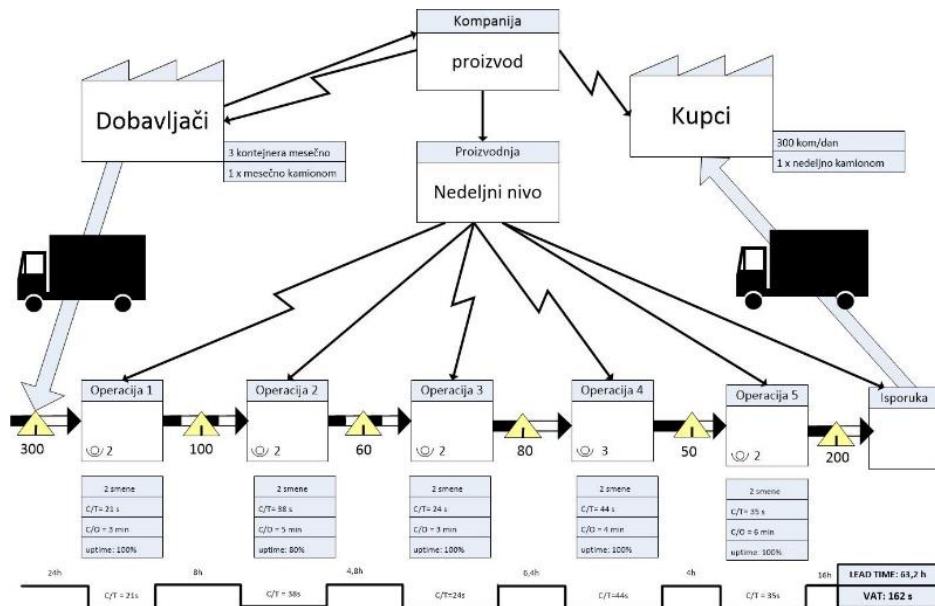 Kompanija
proizvod
Dobavljači
Kupci
3 kontejnera mesečno
1 x mesečno kamionom
300 kom/dan
1 x nedeljno kamionom
Proizvodnja
Nedeljni nivo
Operacija 1
Operacija 2
Operacija 3
Operacija 4
Operacija 5
Isporuka
2
2
2
3
2
300
100
60
80
50
200
2 smene
C/T= 21 s
C/O = 3 min
uptime: 100%
2 smene
C/T= 38s
C/O = 5 min
uptime: 80%
2 smene
C/T= 24 s
C/O = 3 min
uptime: 100%
2 smene
C/T= 44 s
C/O = 4 min
uptime: 100%
2 smene
C/T= 35 s
C/O = 6 min
uptime: 100%
24h
8h
4,8h
6,4h
4h
16h
LEAD TIME: 63,2 h
C/T = 21s
C/T = 38s
C/T=24s
C/T=44s
C/T= 35s
VAT: 162 s